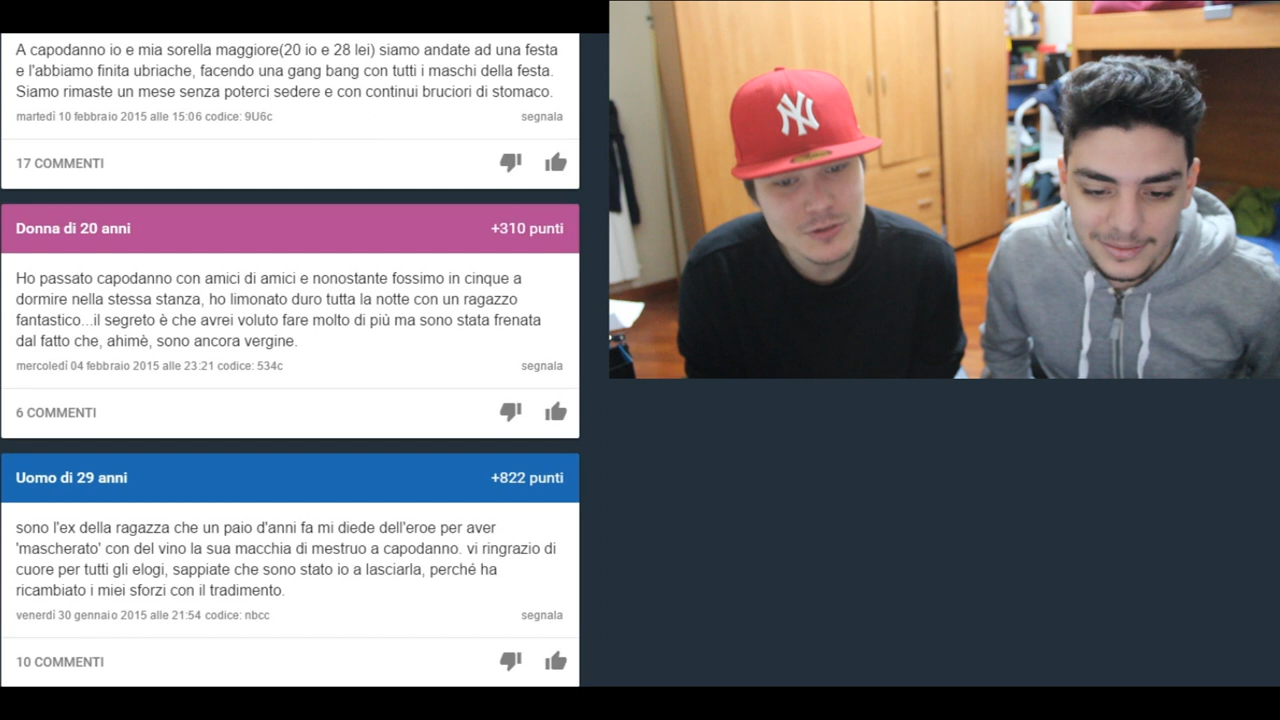 A capodanno io e mia sorella maggiore(20 io e 28 lei) siamo andate ad una festa
e l'abbiamo finita ubriache, facendo una gang bang con tutti i maschi della festa.
Siamo rimaste un mese senza poterci sedere e con continui bruciori di stomaco.
martedì 10 febbraio 2015 alle 15:06 codice: 9U6c segnala
17 COMMENTI
Donna di 20 anni +310 punti
Ho passato capodanno con amici di amici e nonostante fossimo in cinque a
dormire nella stessa stanza, ho limonato duro tutta la notte con un ragazzo
fantastico...il segreto è che avrei voluto fare molto di più ma sono stata frenata
dal fatto che, ahimè, sono ancora vergine.
mercoledì 04 febbraio 2015 alle 23:21 codice: 534c segnala
6 COMMENTI
Uomo di 29 anni +822 punti
sono l'ex della ragazza che un paio d'anni fa mi diede dell'eroe per aver
'mascherato' con del vino la sua macchia di mestruo a capodanno. vi ringrazio di
cuore per tutti gli elogi, sappiate che sono stato io a lasciarla, perché ha
ricambiato i miei sforzi con il tradimento.
venerdì 30 gennaio 2015 alle 21:54 codice: nbcc segnala
10 COMMENTI
NY